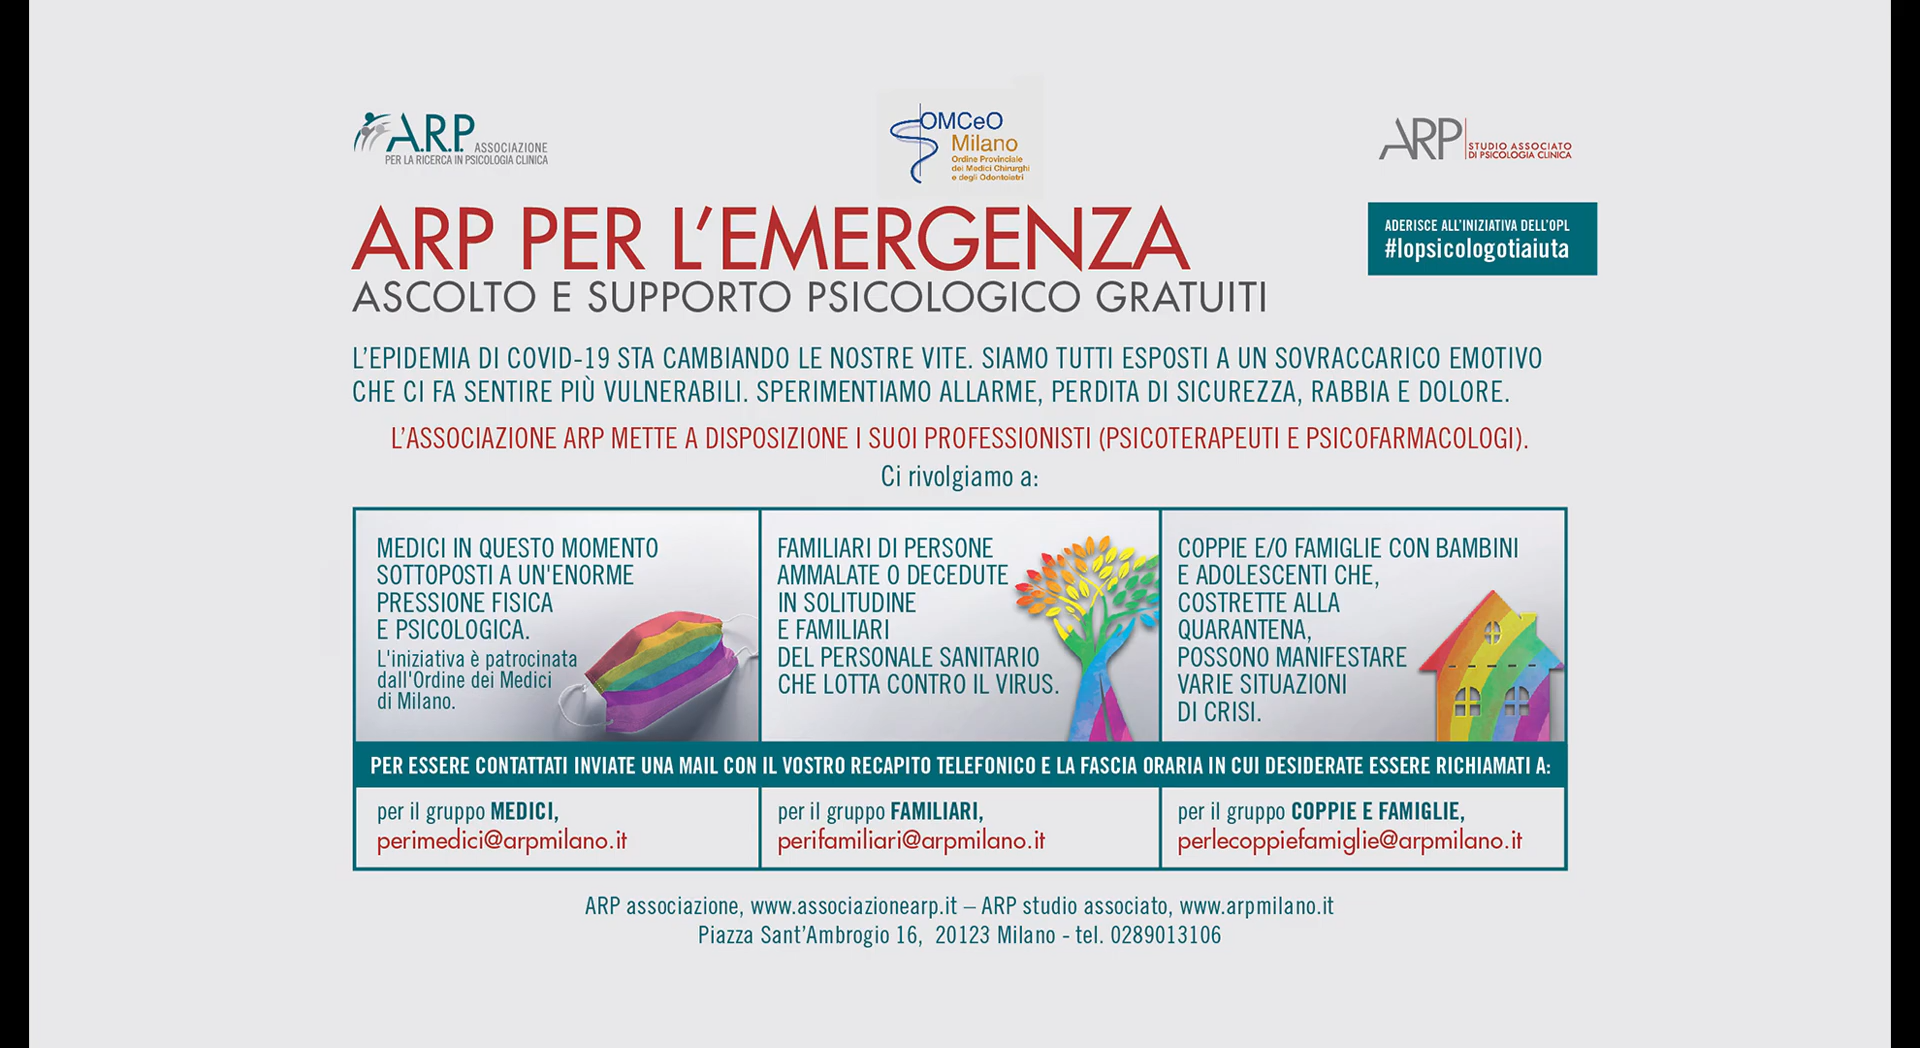 A.R.P. ASSOCIAZIONE
PER LA RICERCA IN PSICOLOGIA CLINICA
OMCeO
Milano
Ordine Provinciale
dei Medici Chirurghi
e degli Odontoiatri
ARP STUDIO ASSOCIATO
DI PSICOLOGIA CLINICA
ARP PER L'EMERGENZA
ASCOLTO E SUPPORTO PSICOLOGICO GRATUITI
ADERISCE ALL'INIZIATIVA DELL'OPL
#lopsicologotiaiuta
L'EPIDEMIA DI COVID-19 STA CAMBIANDO LE NOSTRE VITE. SIAMO TUTTI ESPOSTI A UN SOVRACCARICO EMOTIVO
CHE CI FA SENTIRE PIÙ VULNERABILI. SPERIMENTIAMO ALLARME, PERDITA DI SICUREZZA, RABBIA E DOLORE.
L'ASSOCIAZIONE ARP METTE A DISPOSIZIONE I SUOI PROFESSIONISTI (PSICOTERAPEUTI E PSICOFARMACOLOGI).
Ci rivolgiamo a:
MEDICI IN QUESTO MOMENTO
SOTTOPOSTI A UN'ENORME
PRESSIONE FISICA
E PSICOLOGICA.
L'iniziativa è patrocinata
dall'Ordine dei Medici
di Milano.
FAMILIARI DI PERSONE
AMMALATE O DECEDUTE
IN SOLITUDINE
E FAMILIARI
DEL PERSONALE SANITARIO
CHE LOTTA CONTRO IL VIRUS.
COPPIE E/O FAMIGLIE CON BAMBINI
E ADOLESCENTI CHE,
COSTRETTE ALLA
QUARANTENA,
POSSONO MANIFESTARE
VARIE SITUAZIONI
DI CRISI.
PER ESSERE CONTATTATI INVIATE UNA MAIL CON IL VOSTRO RECAPITO TELEFONICO E LA FASCIA ORARIA IN CUI DESIDERATE ESSERE RICHIAMATI A:
per il gruppo MEDICI,
perimedici@arpmilano.it
per il gruppo FAMILIARI,
perifamiliari@arpmilano.it
per il gruppo COPPIE E FAMIGLIE,
perlecoppiefamiglie@arpmilano.it
ARP associazione, www.associazionearp.it – ARP studio associato, www.arpmilano.it
Piazza Sant'Ambrogio 16, 20123 Milano - tel. 0289013106